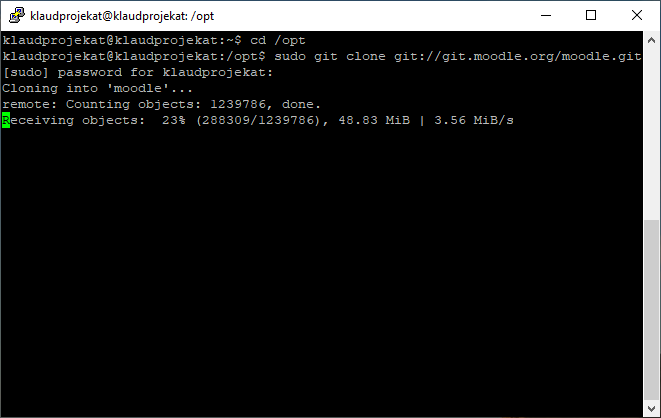 klaudprojekat@klaudprojekat: /opt
klaudprojekat@klaudprojekat:~$ cd /opt
klaudprojekat@klaudprojekat:/opt$ sudo git clone git://git.moodle.org/moodle.git
[sudo] password for klaudprojekat:
Cloning into 'moodle'...
remote: Counting objects: 1239786, done.
Receiving objects:  23% (288309/1239786), 48.83 MiB | 3.56 MiB/s